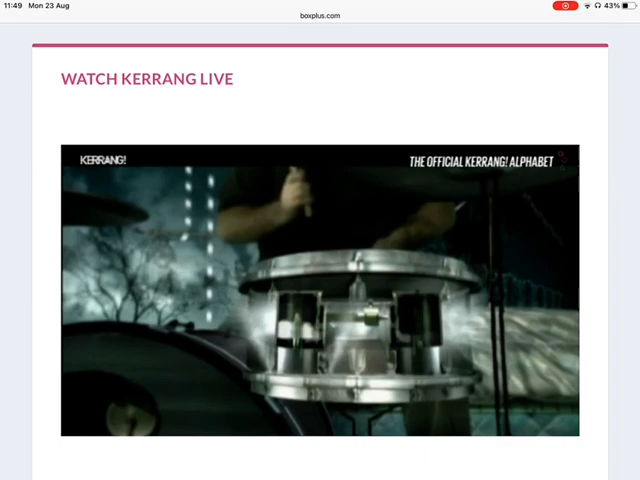 11:49 Mon 23 Aug
43%
boxplus.com
WATCH KERRANG LIVE
KERRANG!
THE OFFICIAL KERRANG! ALPHABET